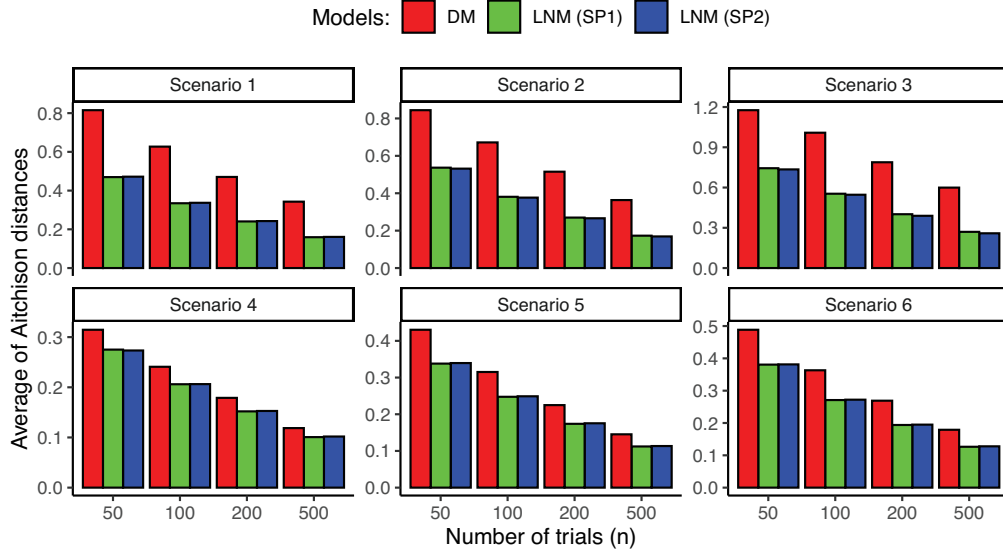 Models: DM LNM (SP1) LNM (SP2)
Average of Aitchison distances
Scenario 1
0.8
0.6
0.4
0.2
0.0
Scenario 2
0.8
0.6
0.4
0.2
0.0
Scenario 3
1.2
0.9
0.6
0.3
0.0
Scenario 4
0.3
0.2
0.1
0.0
50 100 200 500
Scenario 5
0.4
0.3
0.2
0.1
0.0
50 100 200 500
Scenario 6
0.5
0.4
0.3
0.2
0.1
0.0
50 100 200 500
Number of trials (n)